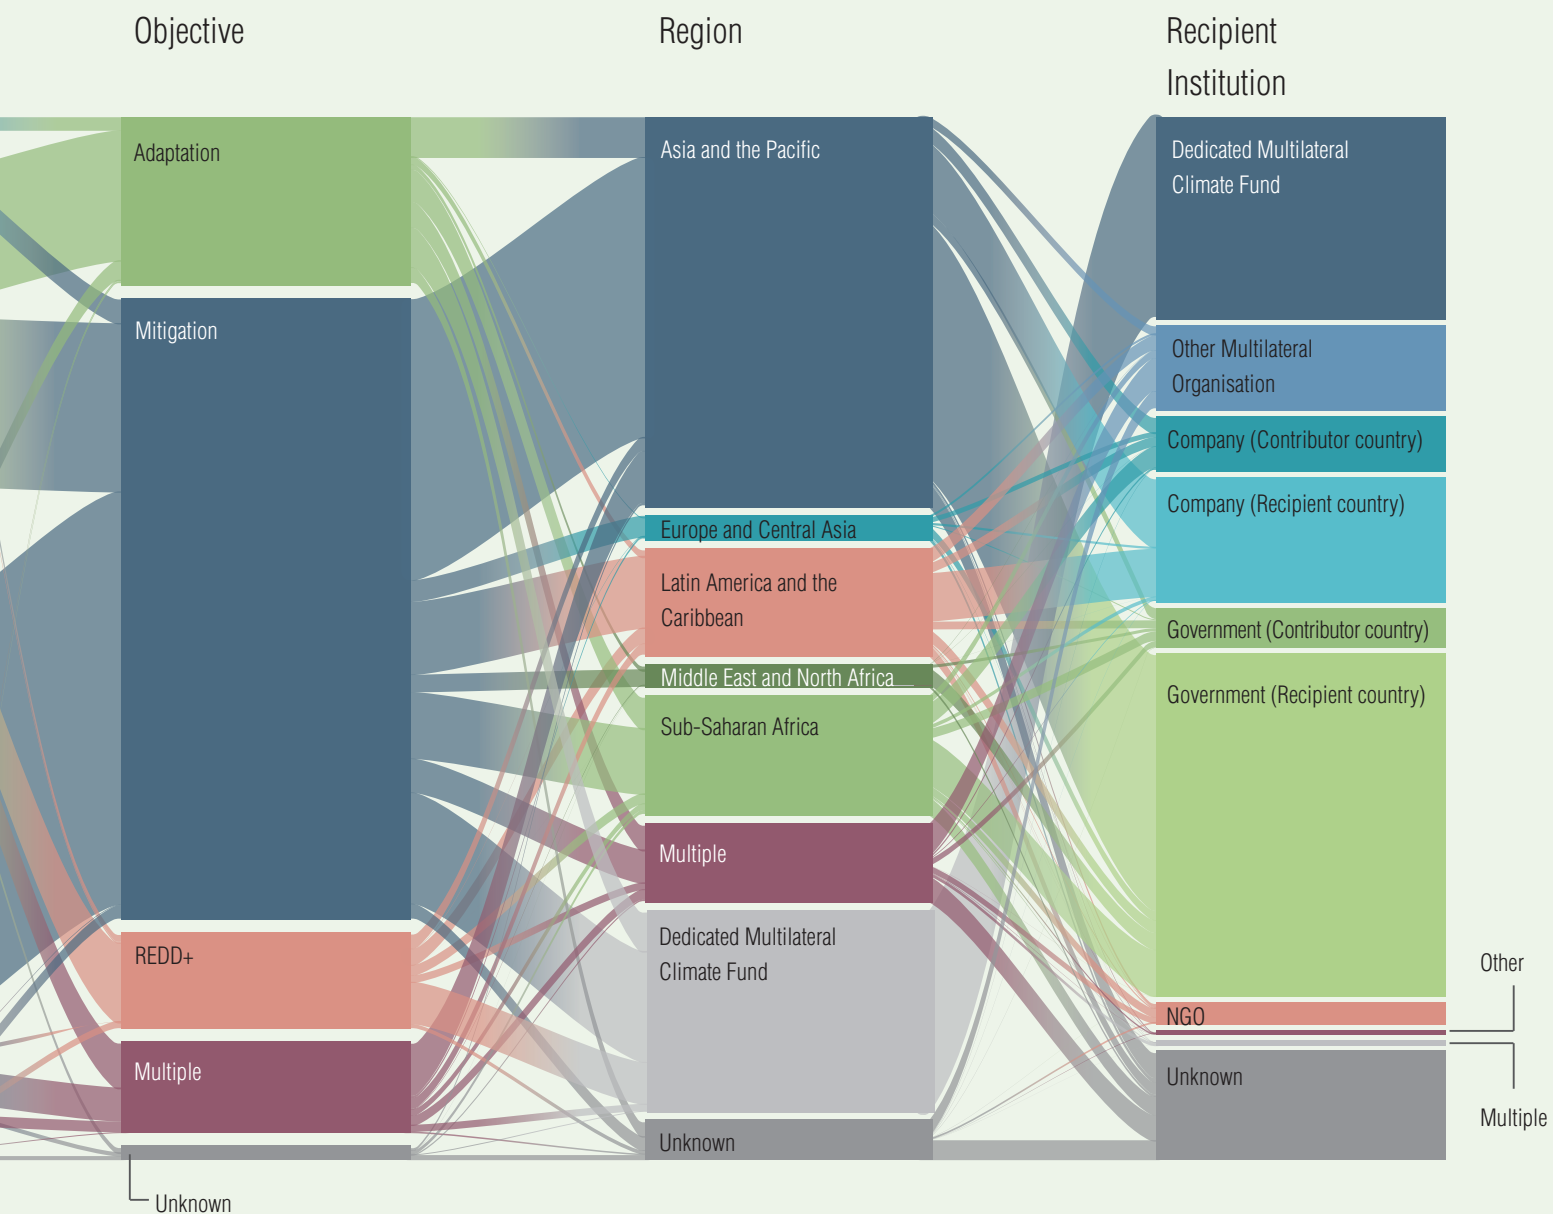 Objective
Region
Recipient
Institution
Adaptation
Mitigation
REDD+
Multiple
Unknown
Asia and the Pacific
Europe and Central Asia
Latin America and the
Caribbean
Middle East and North Africa
Sub-Saharan Africa
Multiple
Dedicated Multilateral
Climate Fund
Unknown
Dedicated Multilateral
Climate Fund
Other Multilateral
Organisation
Company (Contributor country)
Company (Recipient country)
Government (Contributor country)
Government (Recipient country)
NGO
Other
Multiple
Unknown